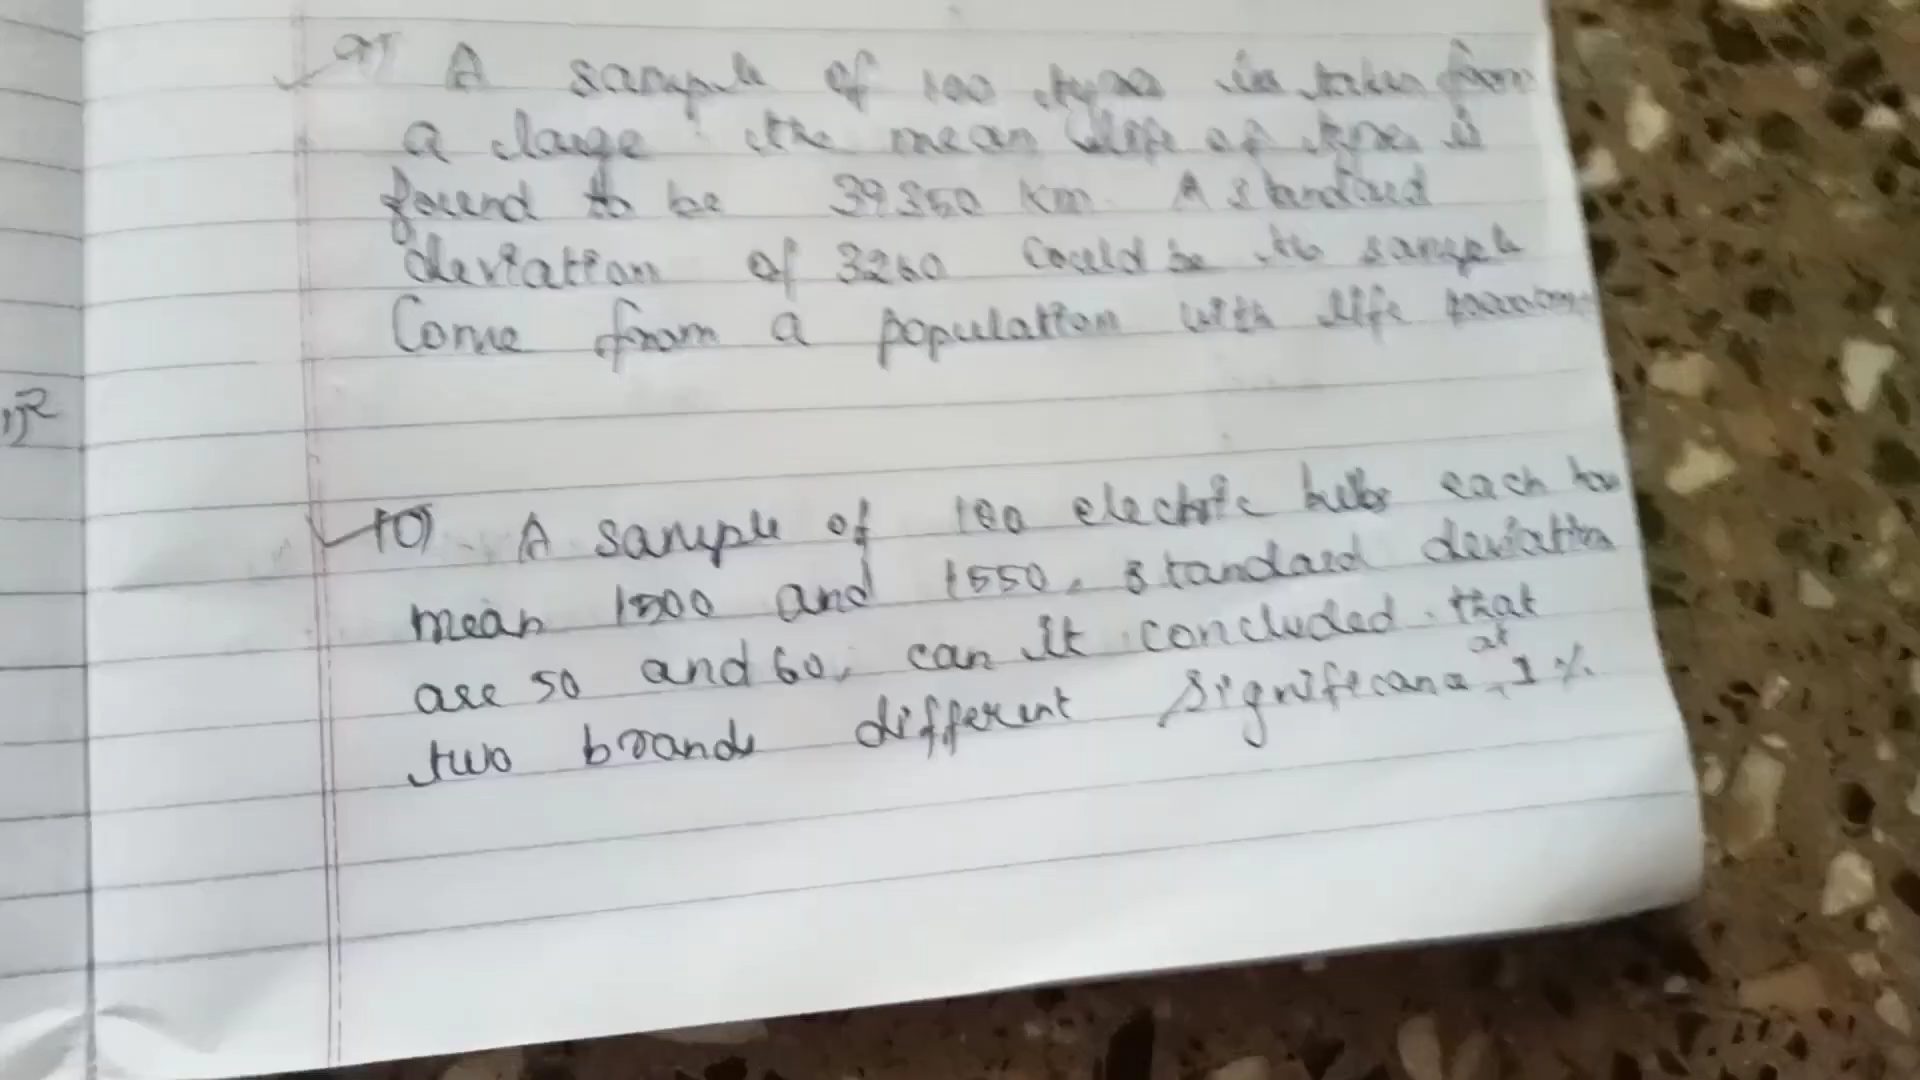 9) A sample of 100 tyres is taken from
a large the mean life of tyres is
found to be 39350 km. A standard
deviation of 3260 could be the sample
Come from a population with life
10) A sample of 100 electric bulbs each
mean 1500 and 1550, standard deviation
are 50 and 60, can it concluded that
two brands different significance at 1%